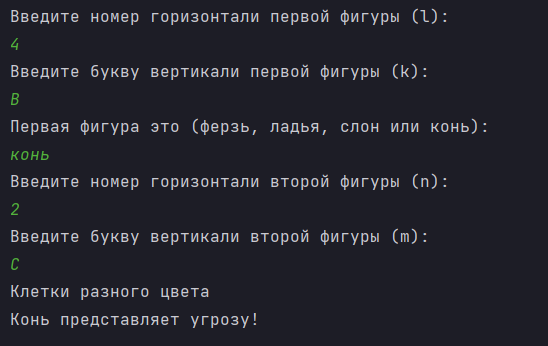 Введите номер горизонтали первой фигуры (l):
4
Введите букву вертикали первой фигуры (k):
B
Первая фигура это (ферзь, ладья, слон или конь):
конь
Введите номер горизонтали второй фигуры (n):
2
Введите букву вертикали второй фигуры (m):
C
Клетки разного цвета
Конь представляет угрозу!